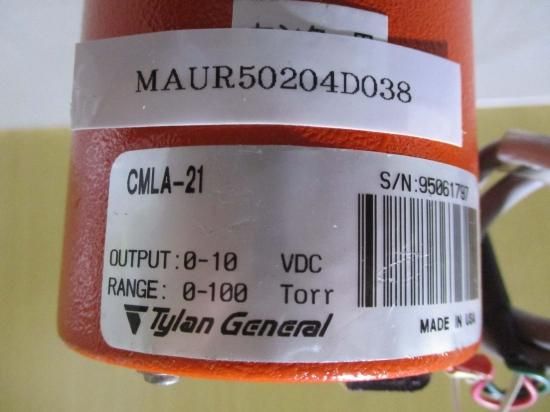 MAUR50204D038
CMLA-21
S/N:95061797
OUTPUT:0-10 VDC
RANGE: 0-100 Torr
Tylan General
MADE IN USA